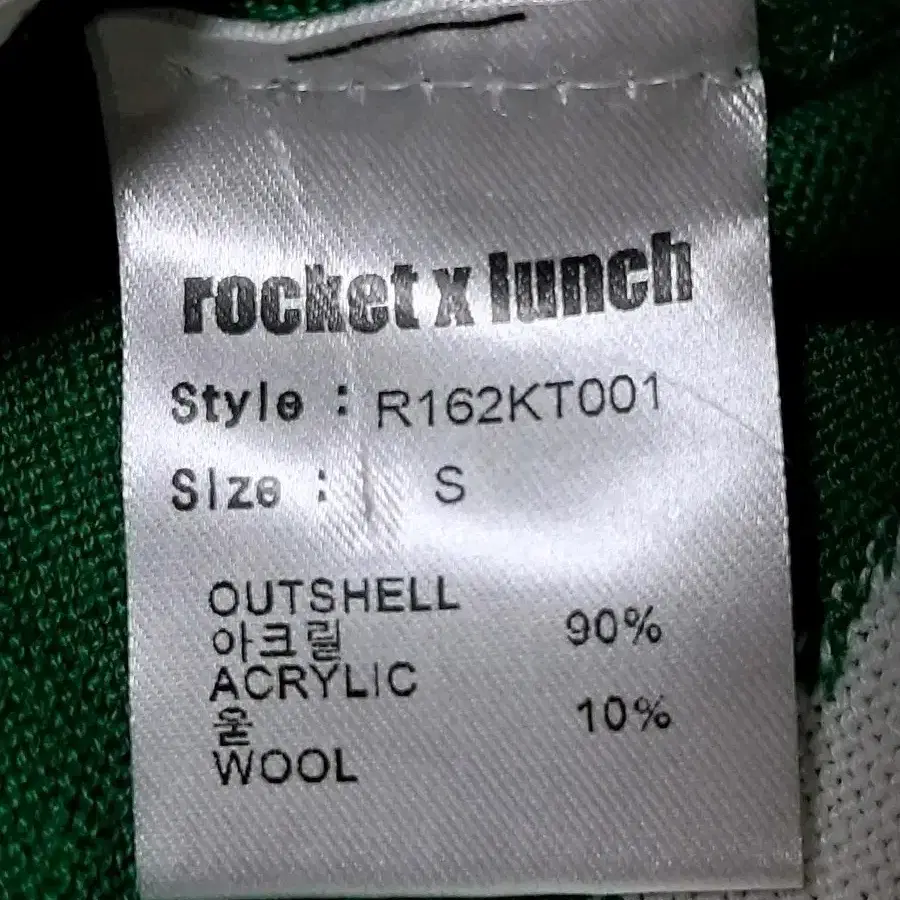 rocket x lunch
Style : R162KT001
Size : S
OUTSHELL
아크릴 90%
ACRYLIC
울 10%
WOOL